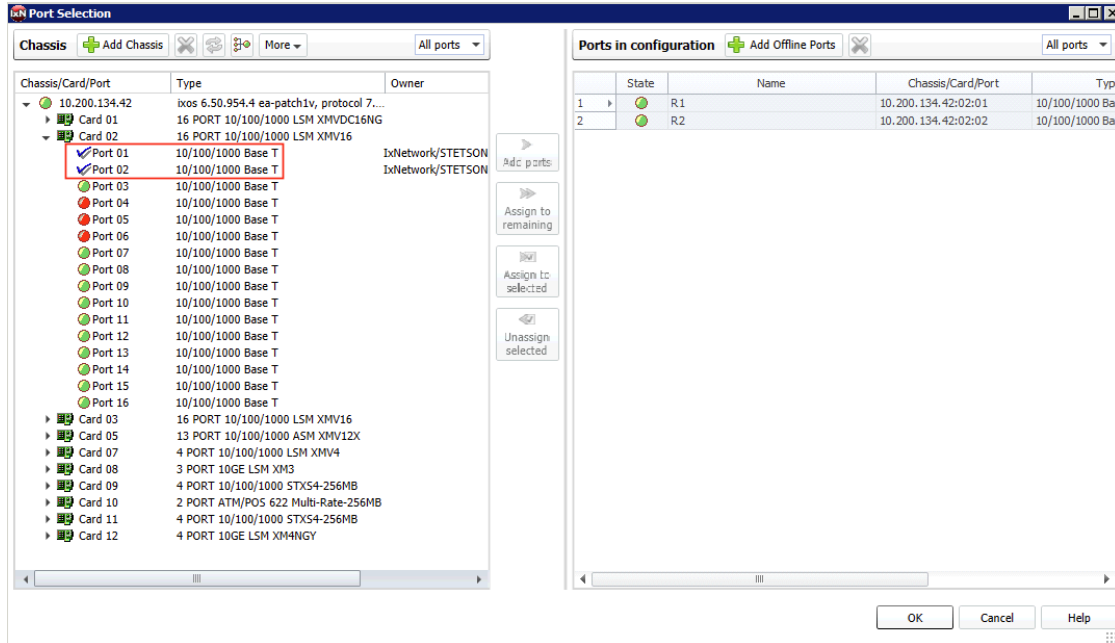 IxN Port Selection
Chassis Add Chassis More All ports
Chassis/Card/Port Type Owner
10.200.134.42 ixos 6.50.954.4 ea-patch1v, protocol 7....
Card 01 16 PORT 10/100/1000 LSM XMVDC16NG
Card 02 16 PORT 10/100/1000 LSM XMV16
Port 01 10/100/1000 Base T IxNetwork/STETSON
Port 02 10/100/1000 Base T IxNetwork/STETSON
Port 03 10/100/1000 Base T
Port 04 10/100/1000 Base T
Port 05 10/100/1000 Base T
Port 06 10/100/1000 Base T
Port 07 10/100/1000 Base T
Port 08 10/100/1000 Base T
Port 09 10/100/1000 Base T
Port 10 10/100/1000 Base T
Port 11 10/100/1000 Base T
Port 12 10/100/1000 Base T
Port 13 10/100/1000 Base T
Port 14 10/100/1000 Base T
Port 15 10/100/1000 Base T
Port 16 10/100/1000 Base T
Card 03 16 PORT 10/100/1000 LSM XMV16
Card 05 13 PORT 10/100/1000 ASM XMV12X
Card 07 4 PORT 10/100/1000 LSM XMV4
Card 08 3 PORT 10GE LSM XM3
Card 09 4 PORT 10/100/1000 STXS4-256MB
Card 10 2 PORT ATM/POS 622 Multi-Rate-256MB
Card 11 4 PORT 10/100/1000 STXS4-256MB
Card 12 4 PORT 10GE LSM XM4NGY
Add ports
Assign to
remaining
Assign to
selected
Unassign
selected
Ports in configuration Add Offline Ports All ports
State Name Chassis/Card/Port Typ
1 R1 10.200.134.42:02:01 10/100/1000 Ba
2 R2 10.200.134.42:02:02 10/100/1000 Ba
OK Cancel Help